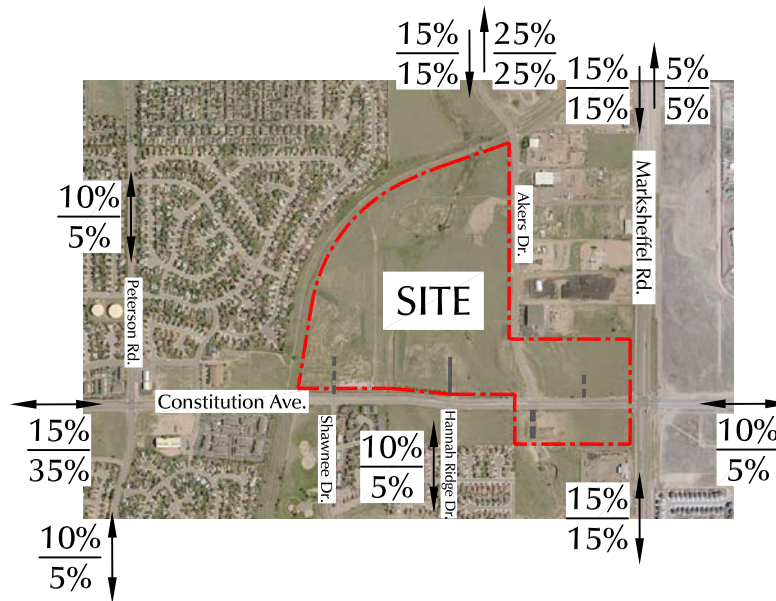 15%
15%
25%
25%
15%
15%
5%
5%
10%
5%
Peterson Rd.
Akers Dr.
Marksheffel Rd.
SITE
Constitution Ave.
15%
35%
Shawnee Dr.
10%
5%
Hannah Ridge Dr.
10%
5%
15%
15%
10%
5%